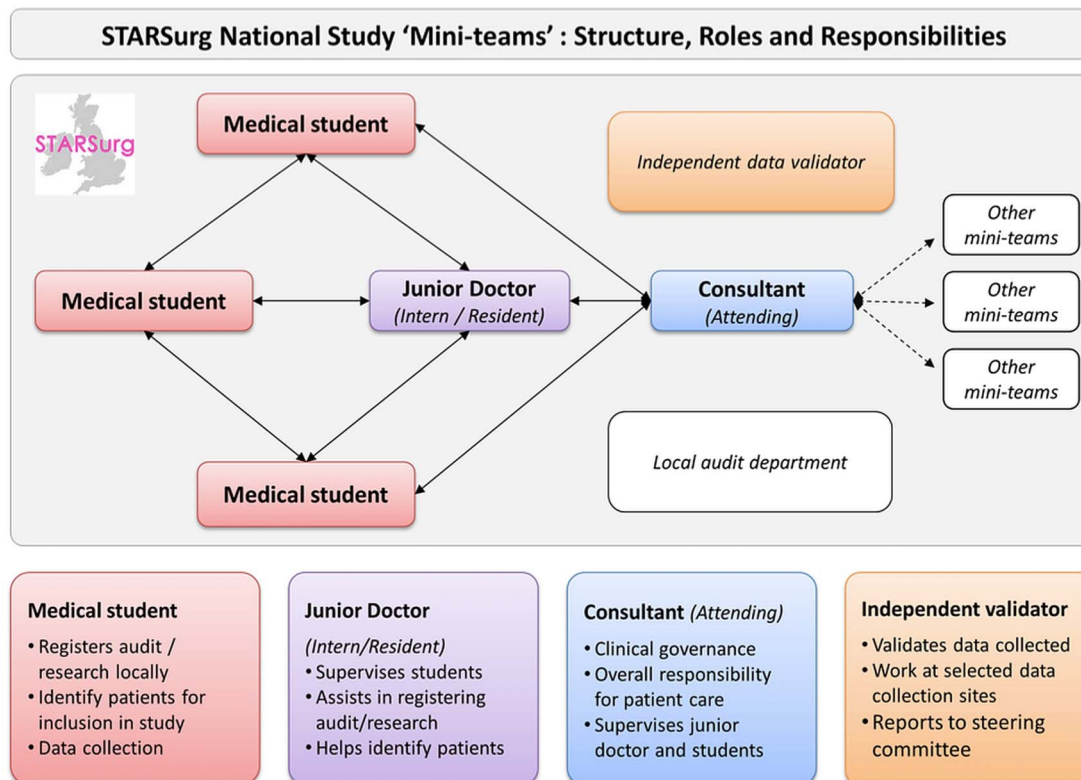 STARSurg National Study ‘Mini-teams’ : Structure, Roles and Responsibilities
STARSurg
Medical student
Independent data validator
Other
mini-teams
Medical student
Junior Doctor
(Intern / Resident)
Consultant
(Attending)
Other
mini-teams
Other
mini-teams
Local audit department
Medical student
Medical student
• Registers audit /
research locally
• Identify patients for
inclusion in study
• Data collection
Junior Doctor
(Intern/Resident)
• Supervises students
• Assists in registering
audit/research
• Helps identify patients
Consultant (Attending)
• Clinical governance
• Overall responsibility
for patient care
• Supervises junior
doctor and students
Independent validator
• Validates data collected
• Work at selected data
collection sites
• Reports to steering
committee